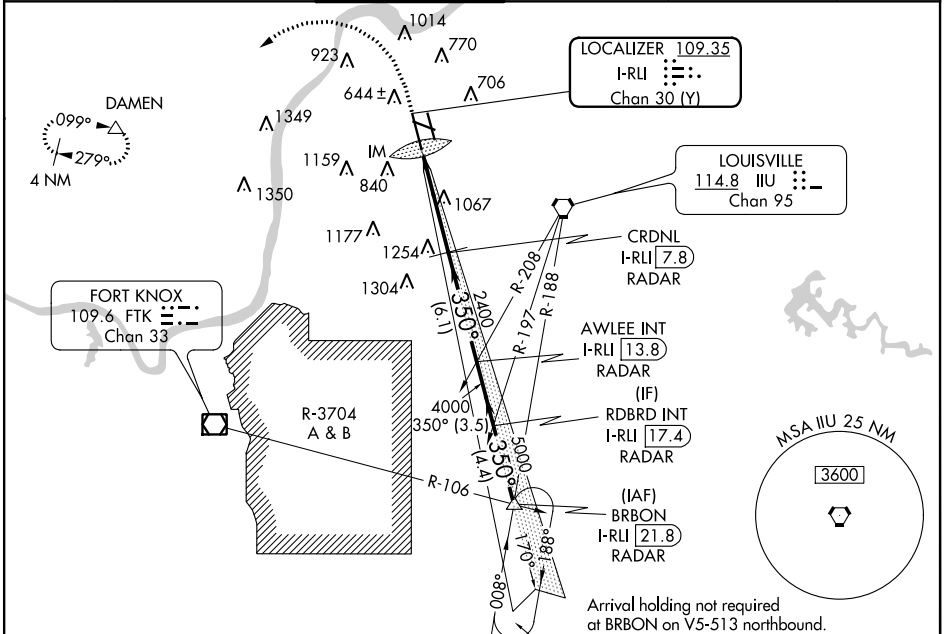 1014
770
923
706
644 ±
LOCALIZER 109.35
I-RLI
Chan 30 (Y)
DAMEN
099°
279°
4 NM
1349
IM
1159
840
1350
1067
LOUISVILLE
114.8 IIU
Chan 95
1177
1254
1304
CRDNL
I-RLI 7.8
RADAR
R-208
R-197
R-188
2400
350°
(6.1)
FORT KNOX
109.6 FTK
Chan 33
AWLEE INT
I-RLI 13.8
RADAR
(IF)
RDBRD INT
I-RLI 17.4
RADAR
4000
350° (3.5)
R-3704
A & B
5000
350°
(4.4)
R-106
(IAF)
BRBON
I-RLI 21.8
RADAR
170°
188°
008°
MSA IIU 25 NM
3600
Arrival holding not required
at BRBON on V5-513 northbound.